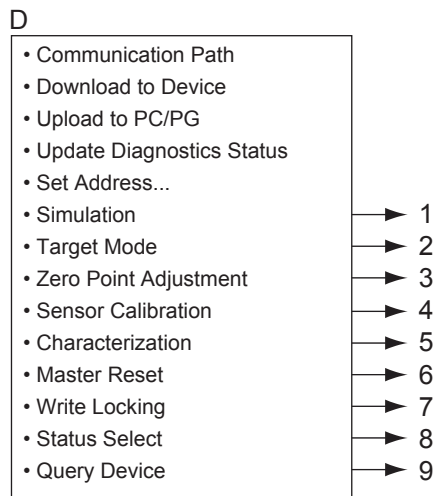 D
• Communication Path
• Download to Device
• Upload to PC/PG
• Update Diagnostics Status
• Set Address...
• Simulation 1
• Target Mode 2
• Zero Point Adjustment 3
• Sensor Calibration 4
• Characterization 5
• Master Reset 6
• Write Locking 7
• Status Select 8
• Query Device 9